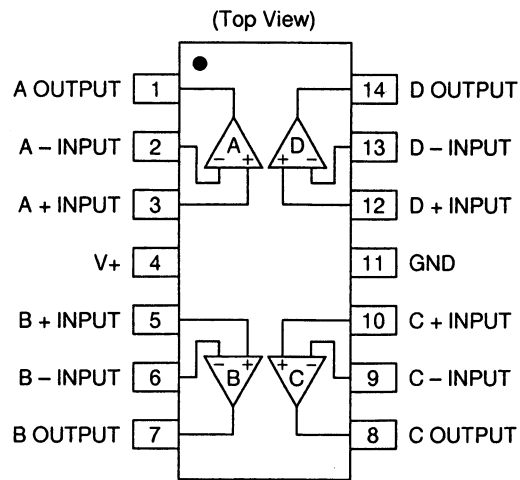 (Top View)
A OUTPUT 1 14 D OUTPUT
A – INPUT 2 – A + + D – 13 D – INPUT
A + INPUT 3 12 D + INPUT
V+ 4 11 GND
B + INPUT 5 10 C + INPUT
B – INPUT 6 – B + + C – 9 C – INPUT
B OUTPUT 7 8 C OUTPUT